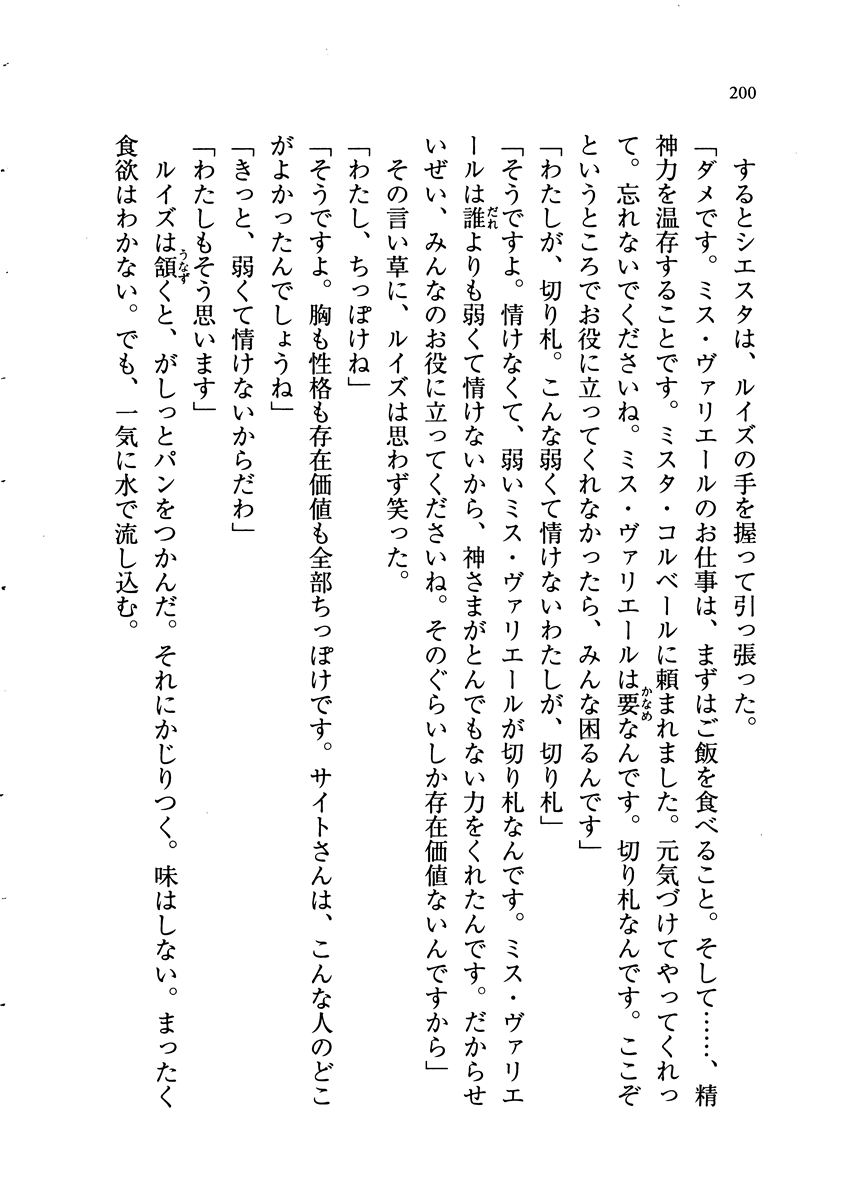 200
するとシエスタは、ルイズの手を握って引っ張った。
「ダメです。ミス・ヴァリエールのお仕事は、まずはご飯を食べること。そして……、精
神力を温存することです。ミスタ・コルベールに頼まれました。元気づけてやってくれっ
て。忘れないでくださいね。ミス・ヴァリエールは要なんです。切り札なんです。ここぞ
かなめ
というところでお役に立ってくれなかったら、みんな困るんです」
「わたしが、切り札。こんな弱くて情けないわたしが、切り札」
「そうですよ。情けなくて、弱いミス・ヴァリエールが切り札なんです。ミス・ヴァリエ
ールは誰よりも弱くて情けないから、神さまがとんでもない力をくれたんです。だからせ
だれ
いぜい、みんなのお役に立ってくださいね。そのぐらいしか存在価値ないんですから」
その言い草に、ルイズは思わず笑った。
「わたし、ちっぽけね」
「そうですよ。胸も性格も存在価値も全部ちっぽけです。サイトさんは、こんな人のどこ
がよかったんでしょうね」
「きっと、弱くて情けないからだわ」
「わたしもそう思います」
ルイズは頷くと、がしっとパンをつかんだ。それにかじりつく。味はしない。まったく
うなず
食欲はわかない。でも、一気に水で流し込む。